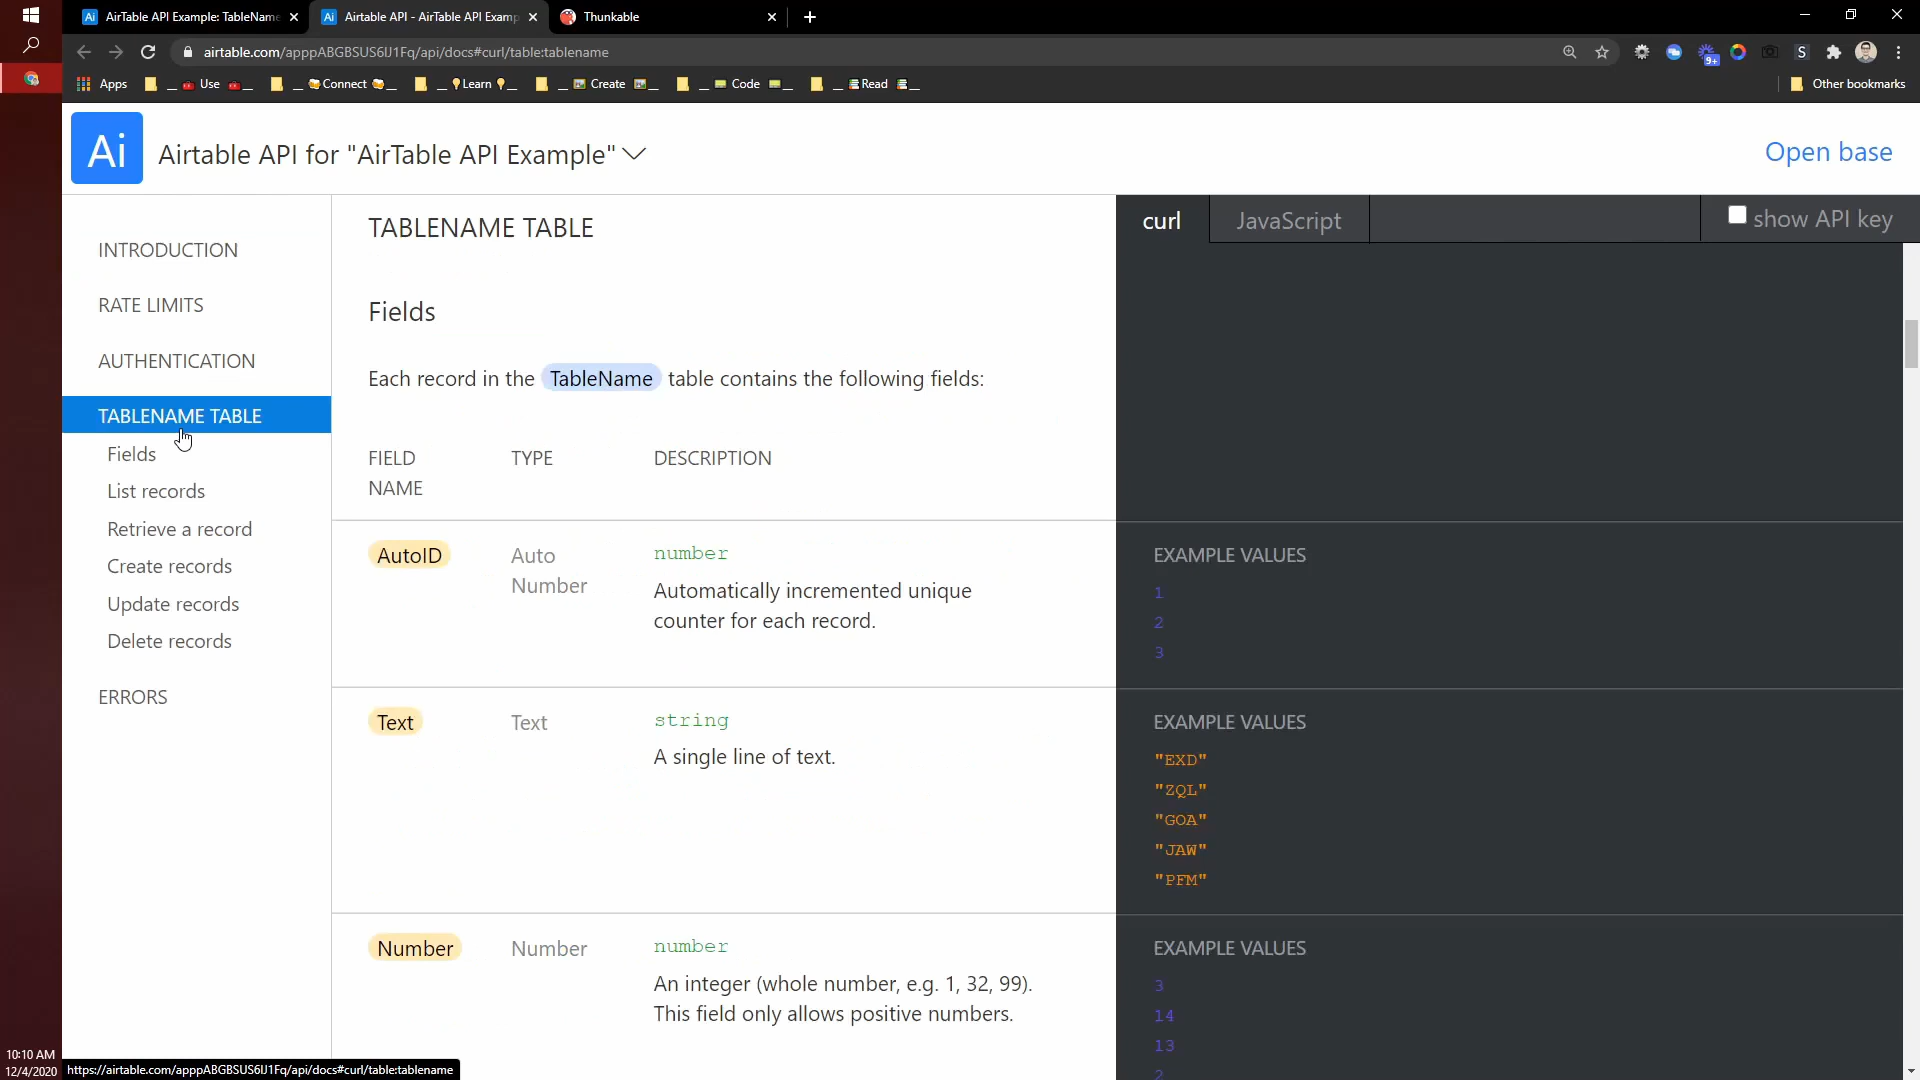 AirTable API Example: TableName
Airtable API - AirTable API Examp
Thunkable
airtable.com/apppABGBSUS6IJ1Fq/api/docs#curl/table:tablename
9+
S
Apps
_ Use _
_ Connect _
_ Learn _
_ Create _
_ Code _
_ Read _
Other bookmarks
Ai
Airtable API for "AirTable API Example"
Open base
INTRODUCTION
RATE LIMITS
AUTHENTICATION
TABLENAME TABLE
Fields
List records
Retrieve a record
Create records
Update records
Delete records
ERRORS
TABLENAME TABLE
Fields
Each record in the TableName table contains the following fields:
FIELD NAME
TYPE
DESCRIPTION
AutoID
Auto Number
number
Automatically incremented unique
counter for each record.
Text
Text
string
A single line of text.
Number
Number
number
An integer (whole number, e.g. 1, 32, 99).
This field only allows positive numbers.
curl
JavaScript
show API key
EXAMPLE VALUES
1
2
3
EXAMPLE VALUES
"EXD"
"ZQL"
"GOA"
"JAW"
"PFM"
EXAMPLE VALUES
3
14
13
2
10:10 AM
12/4/2020
https://airtable.com/apppABGBSUS6IJ1Fq/api/docs#curl/table:tablename